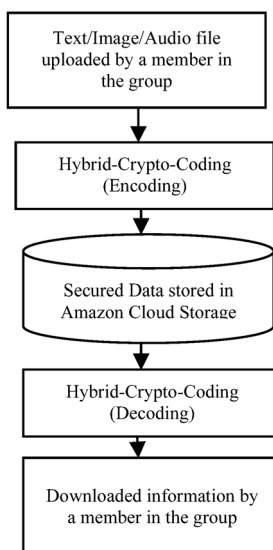 Text/Image/Audio file
uploaded by a member in
the group
Hybrid-Crypto-Coding
(Encoding)
Secured Data stored in
Amazon Cloud Storage
Hybrid-Crypto-Coding
(Decoding)
Downloaded information by
a member in the group